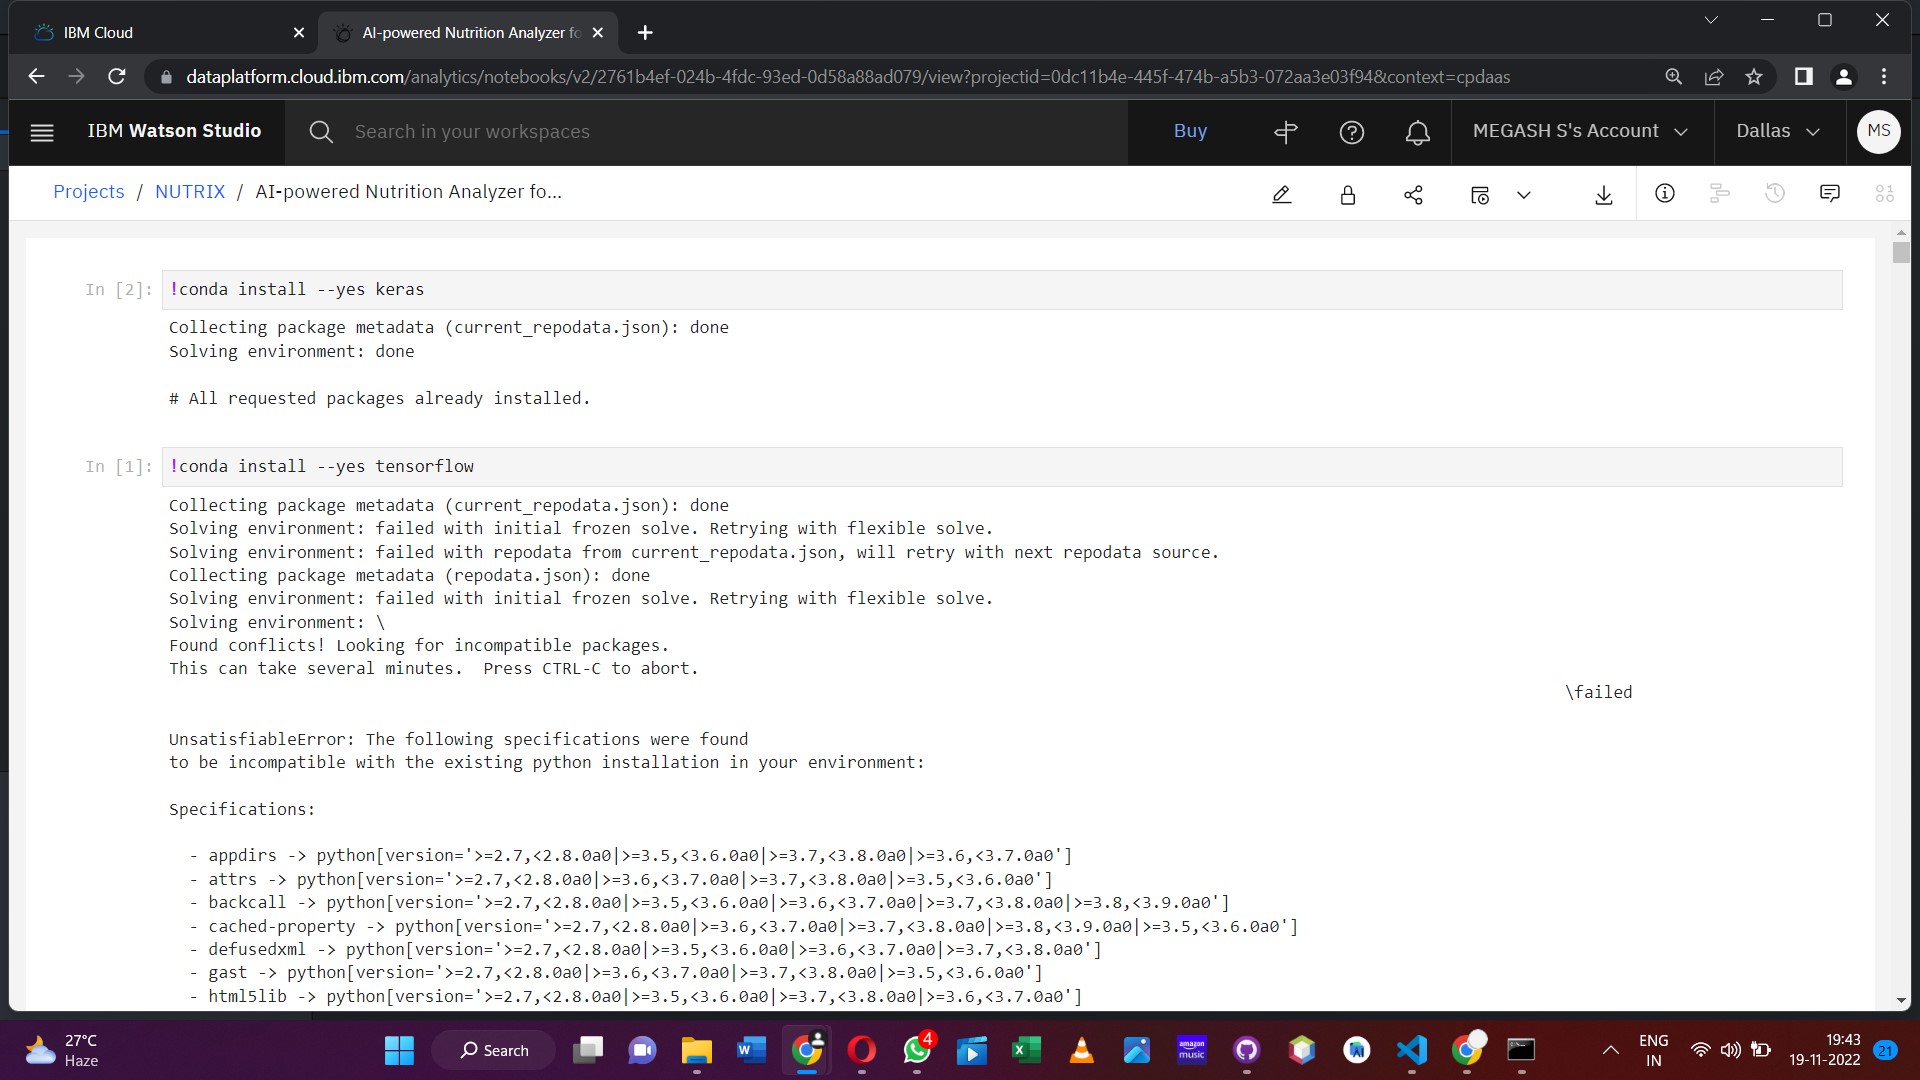 IBM Cloud
AI-powered Nutrition Analyzer fo
dataplatform.cloud.ibm.com/analytics/notebooks/v2/2761b4ef-024b-4fdc-93ed-0d58a88ad079/view?projectid=0dc11b4e-445f-474b-a5b3-072aa3e03f94&context=cpdaas
IBM Watson Studio
Search in your workspaces
Buy
MEGASH S's Account
Dallas
MS
Projects / NUTRIX / AI-powered Nutrition Analyzer fo...
In [2]: !conda install --yes keras
Collecting package metadata (current_repodata.json): done
Solving environment: done
# All requested packages already installed.
In [1]: !conda install --yes tensorflow
Collecting package metadata (current_repodata.json): done
Solving environment: failed with initial frozen solve. Retrying with flexible solve.
Solving environment: failed with repodata from current_repodata.json, will retry with next repodata source.
Collecting package metadata (repodata.json): done
Solving environment: failed with initial frozen solve. Retrying with flexible solve.
Solving environment: \
Found conflicts! Looking for incompatible packages.
This can take several minutes.  Press CTRL-C to abort.
\failed
UnsatisfiableError: The following specifications were found
to be incompatible with the existing python installation in your environment:
Specifications:
- appdirs -> python[version='>=2.7,<2.8.0a0|>=3.5,<3.6.0a0|>=3.7,<3.8.0a0|>=3.6,<3.7.0a0']
- attrs -> python[version='>=2.7,<2.8.0a0|>=3.6,<3.7.0a0|>=3.7,<3.8.0a0|>=3.5,<3.6.0a0']
- backcall -> python[version='>=2.7,<2.8.0a0|>=3.5,<3.6.0a0|>=3.6,<3.7.0a0|>=3.7,<3.8.0a0|>=3.8,<3.9.0a0']
- cached-property -> python[version='>=2.7,<2.8.0a0|>=3.6,<3.7.0a0|>=3.7,<3.8.0a0|>=3.8,<3.9.0a0|>=3.5,<3.6.0a0']
- defusedxml -> python[version='>=2.7,<2.8.0a0|>=3.5,<3.6.0a0|>=3.6,<3.7.0a0|>=3.7,<3.8.0a0']
- gast -> python[version='>=2.7,<2.8.0a0|>=3.6,<3.7.0a0|>=3.7,<3.8.0a0|>=3.5,<3.6.0a0']
- html5lib -> python[version='>=2.7,<2.8.0a0|>=3.5,<3.6.0a0|>=3.7,<3.8.0a0|>=3.6,<3.7.0a0']
27°C
Haze
Search
4
amazon music
ENG
IN
19:43
19-11-2022
21